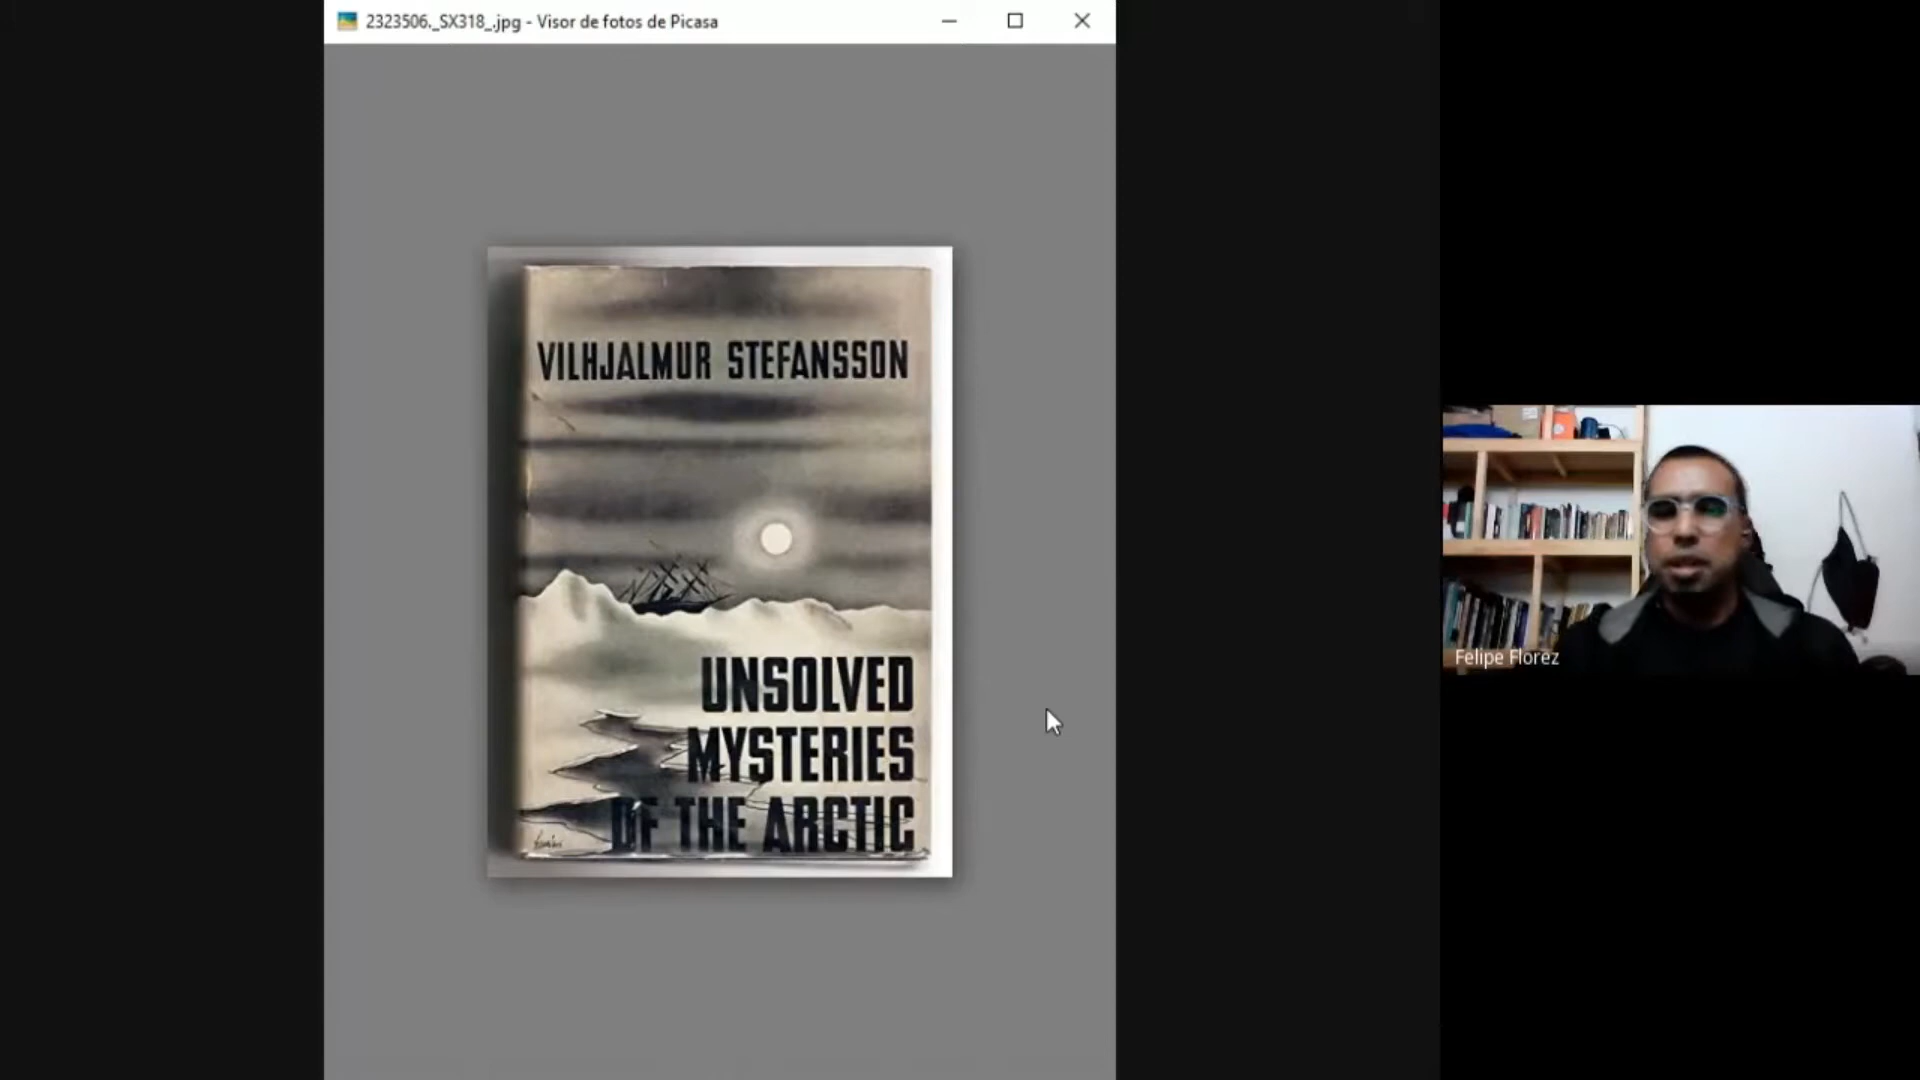 2323506._SX318_.jpg - Visor de fotos de Picasa
VILHJALMUR STEFANSSON
UNSOLVED
MYSTERIES
OF THE ARCTIC
Felipe Florez